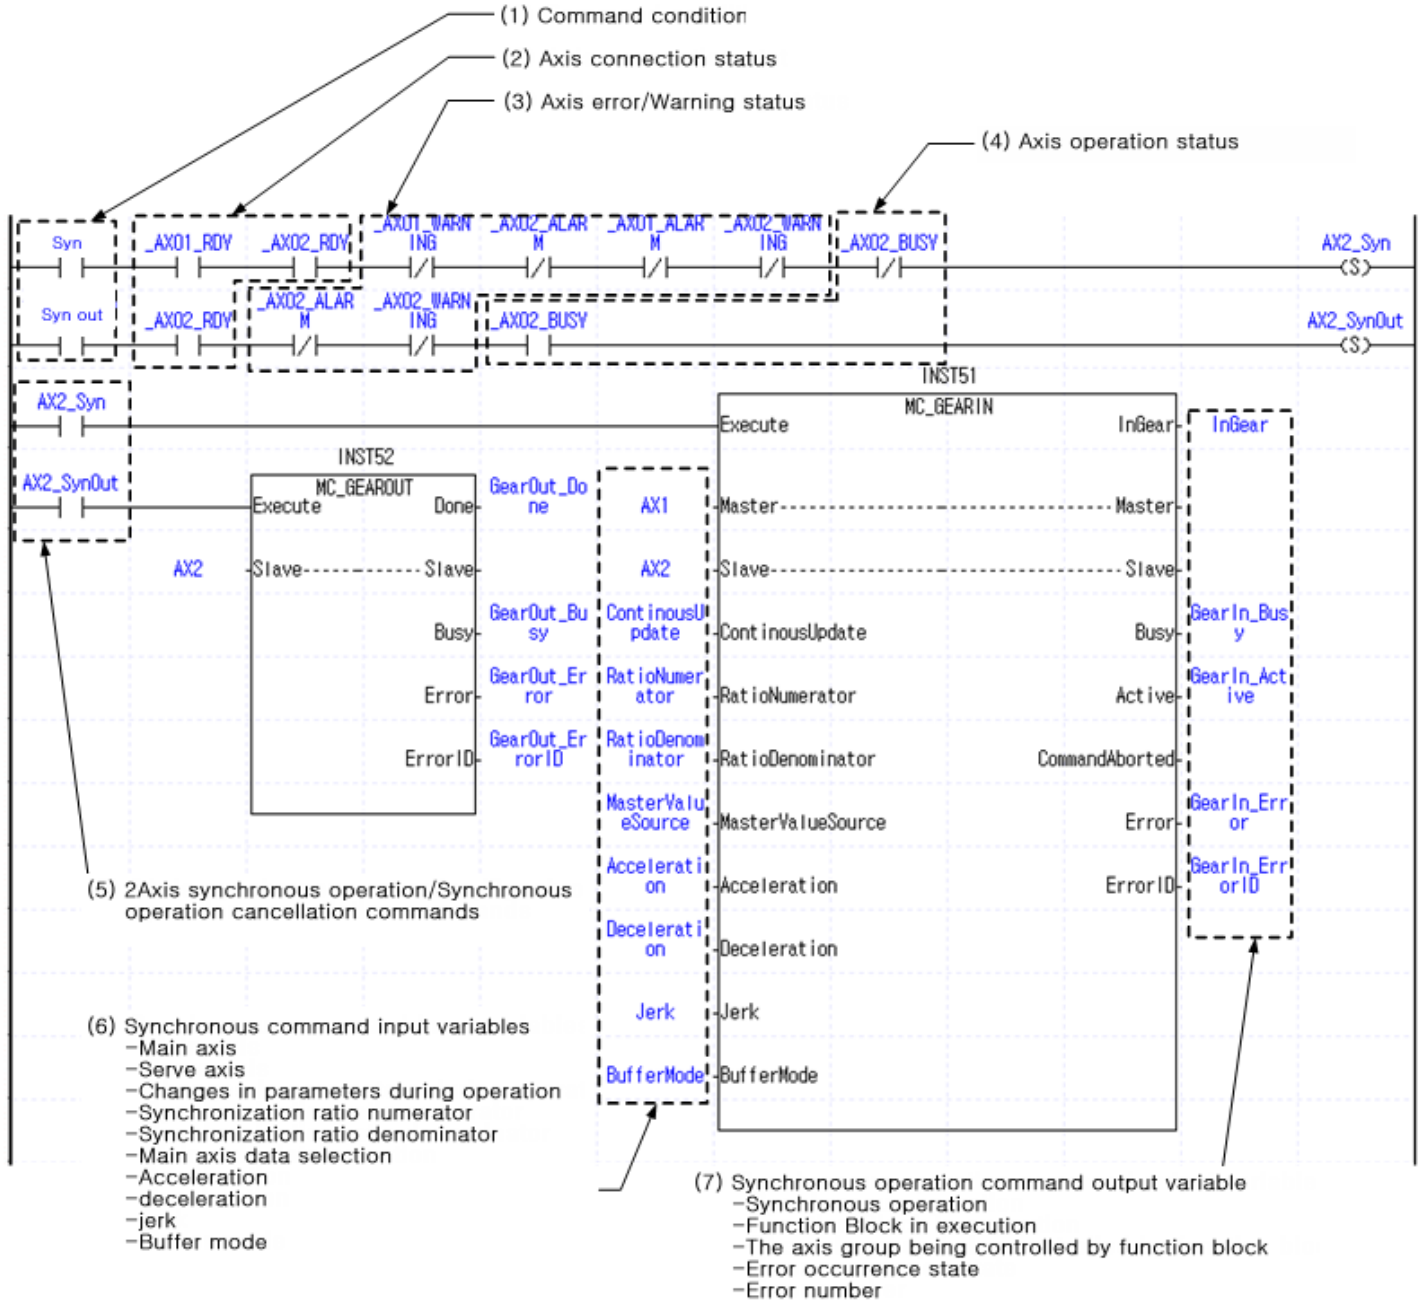 (1) Command condition
(2) Axis connection status
(3) Axis error/Warning status
(4) Axis operation status
Syn
_AX01_RDY
_AX02_RDY
_AX01_WARN
ING
_AX02_ALAR
M
_AX01_ALAR
M
_AX02_WARN
ING
_AX02_BUSY
AX2_Syn
(S)
Syn out
_AX02_RDY
_AX02_ALAR
M
_AX02_WARN
ING
_AX02_BUSY
AX2_SynOut
(S)
INST51
MC_GEARIN
AX2_Syn
Execute
InGear
InGear
INST52
MC_GEAROUT
AX2_SynOut
Execute
Done
GearOut_Do
ne
AX1
Master
Master
AX2
Slave
Slave
AX2
Slave
Slave
Busy
GearOut_Bu
sy
ContinousU
pdate
ContinousUpdate
Busy
GearIn_Bus
y
Error
GearOut_Er
ror
RatioNumer
ator
RatioNumerator
Active
GearIn_Act
ive
ErrorID
GearOut_Er
rorID
RatioDenom
inator
RatioDenominator
CommandAborted
MasterValu
eSource
MasterValueSource
Error
GearIn_Err
or
Accelerati
on
Acceleration
ErrorID
GearIn_Err
orID
Decelerati
on
Deceleration
Jerk
Jerk
BufferMode
BufferMode
(5) 2Axis synchronous operation/Synchronous
operation cancellation commands
(6) Synchronous command input variables
-Main axis
-Serve axis
-Changes in parameters during operation
-Synchronization ratio numerator
-Synchronization ratio denominator
-Main axis data selection
-Acceleration
-deceleration
-jerk
-Buffer mode
(7) Synchronous operation command output variable
-Synchronous operation
-Function Block in execution
-The axis group being controlled by function block
-Error occurrence state
-Error number